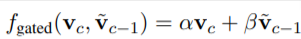 f_gated(v_c, ṽ_{c−1}) = αv_c + βṽ_{c−1}